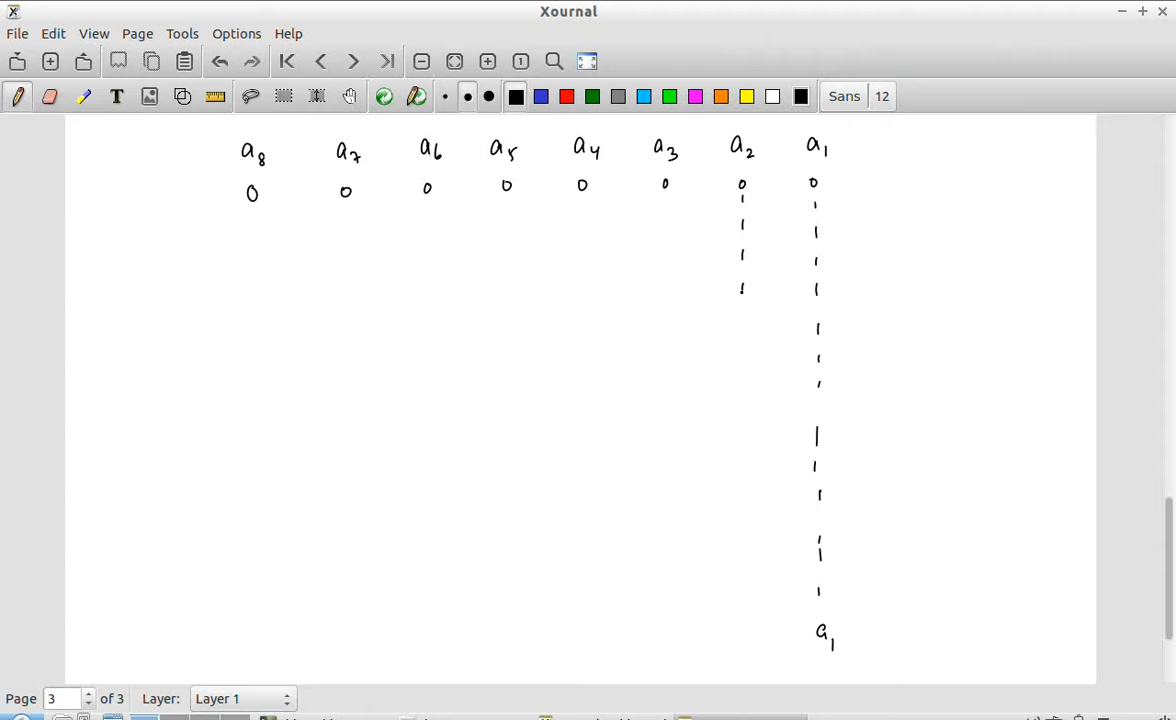 Xournal
File Edit View Page Tools Options Help
Sans 12
a₈ a₇ a₆ a₅ a₄ a₃ a₂ a₁
0 0 0 0 0 0 0 0
a₁
Page 3 of 3 Layer: Layer 1